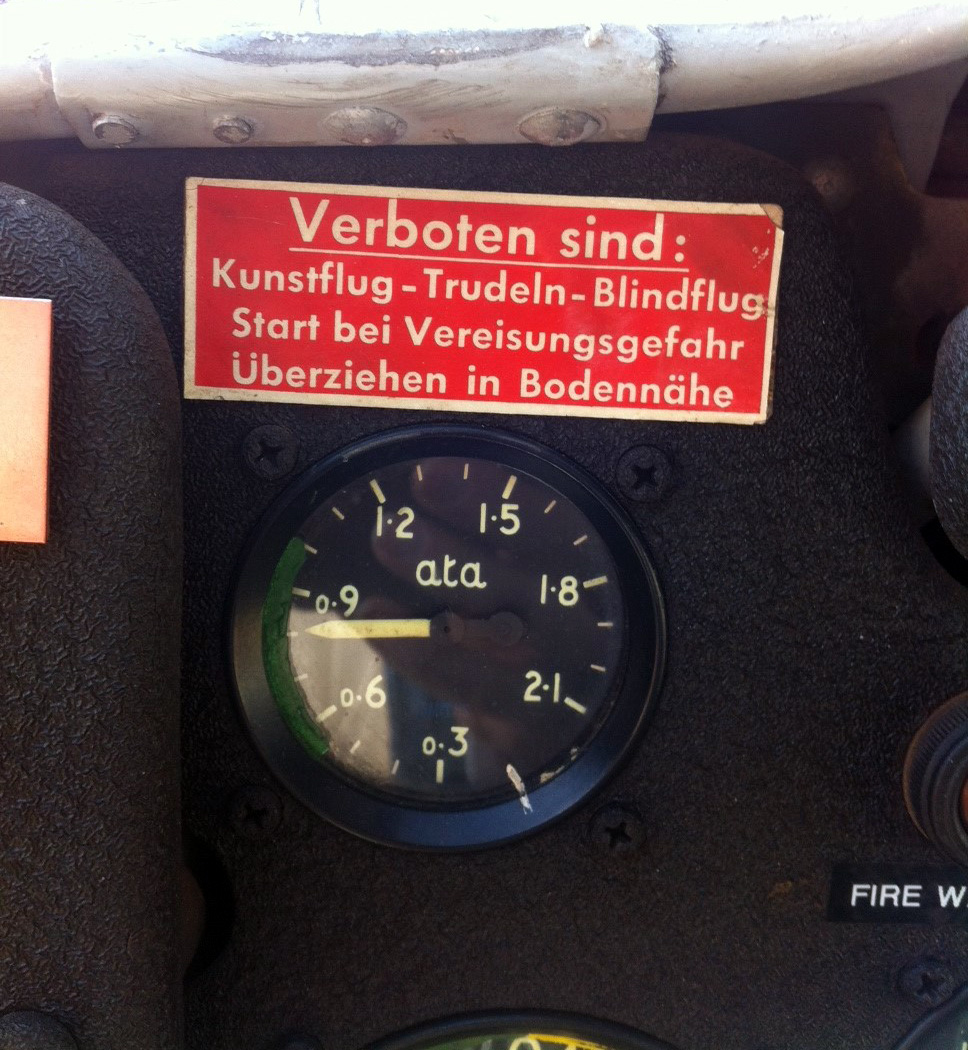 Verboten sind:
Kunstflug-Trudeln-Blindflug
Start bei Vereisungsgefahr
Überziehen in Bodennähe
1·2 1·5
ata
0·9 1·8
0·6 2·1
0·3
FIRE